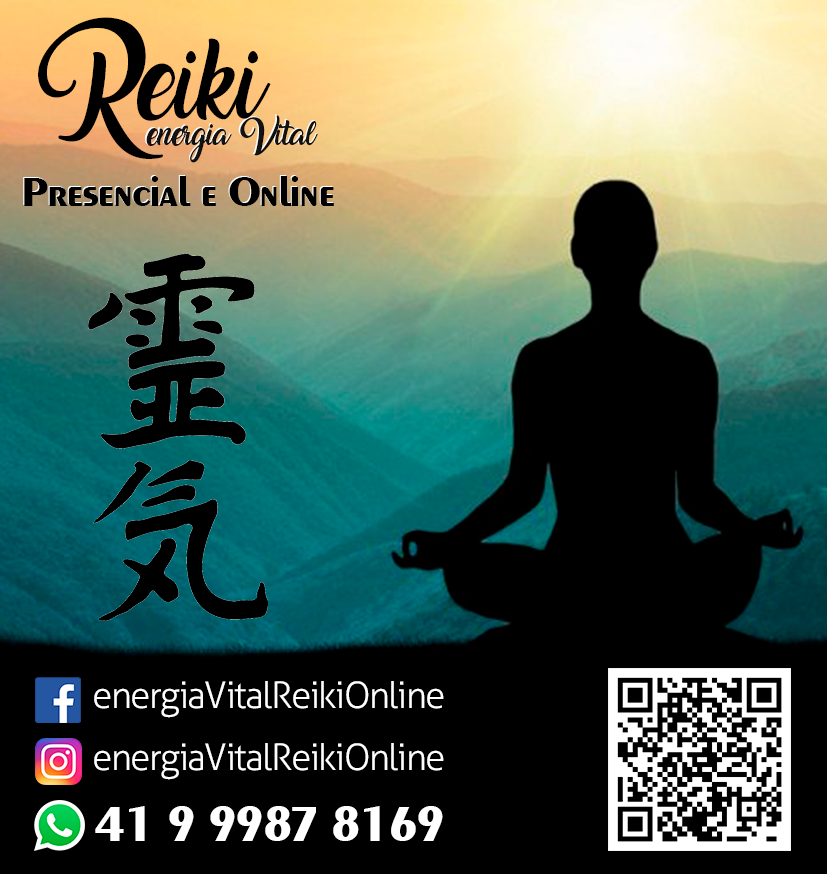 Reiki
energia Vital
Presencial e Online
霊
気
energiaVitalReikiOnline
energiaVitalReikiOnline
41 9 9987 8169